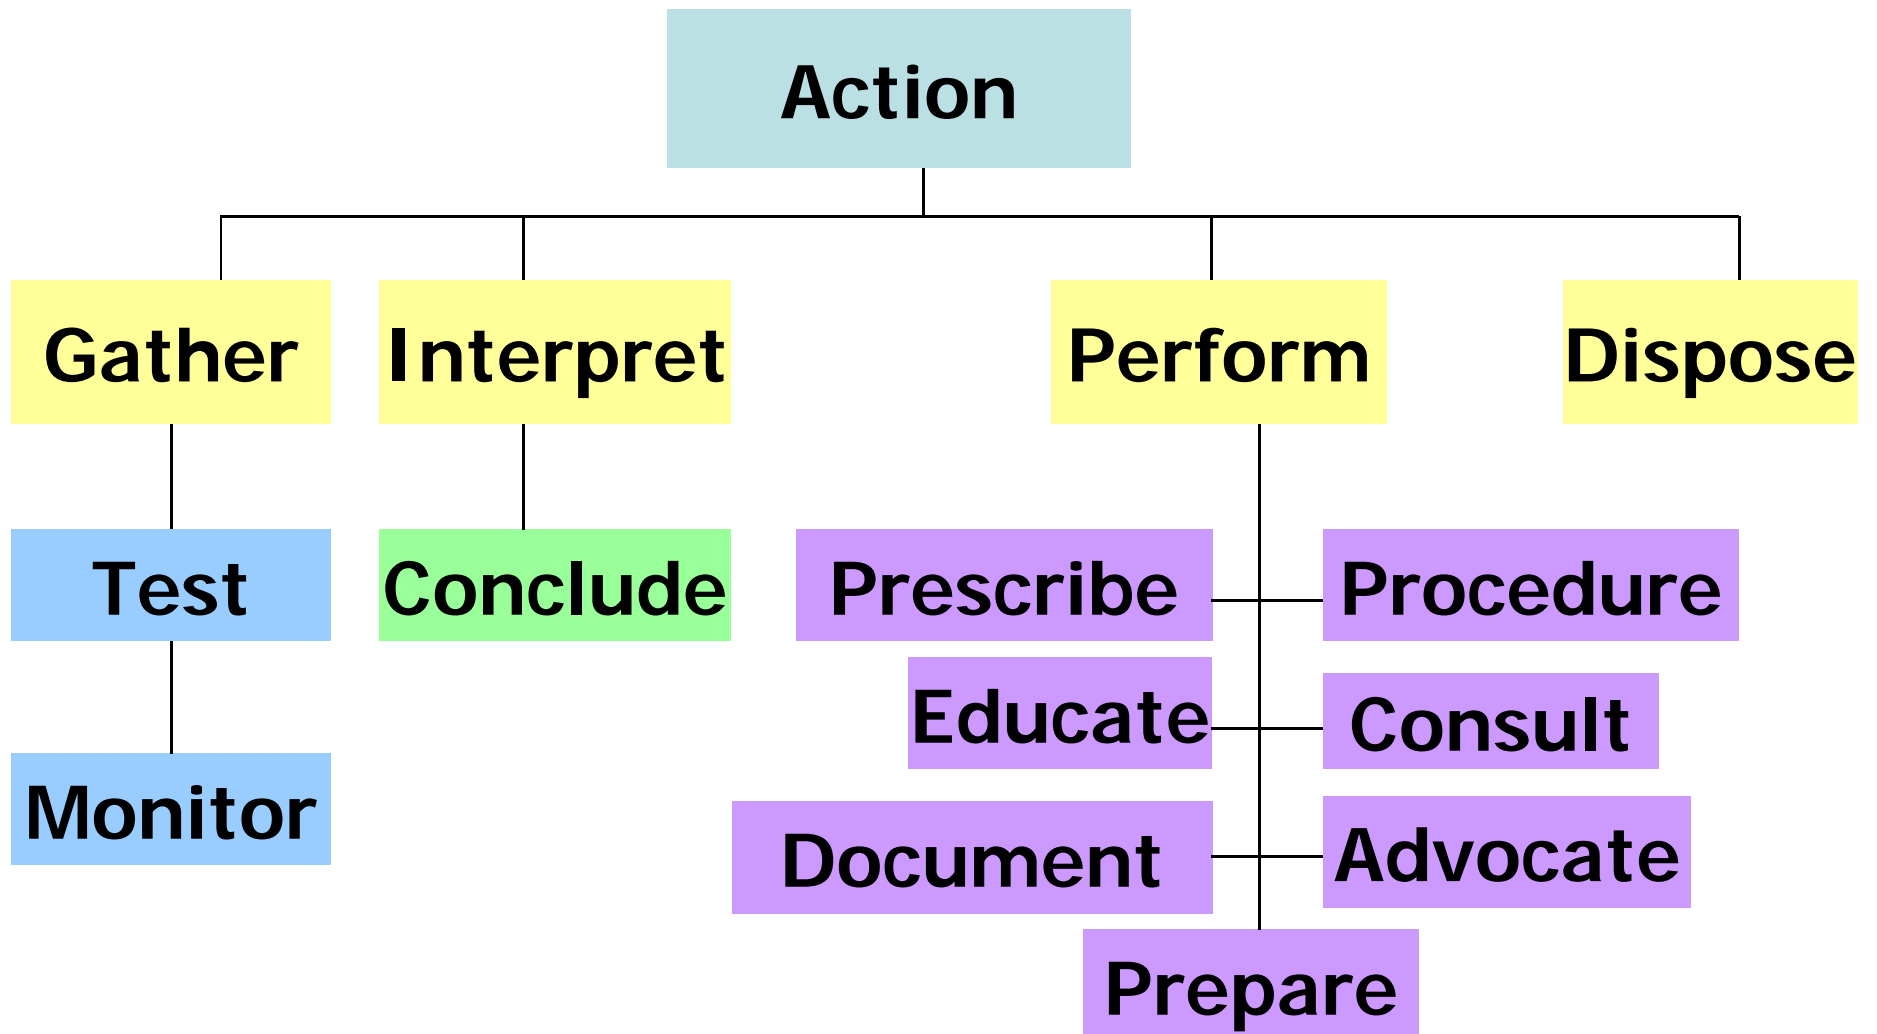 Action
Gather
Interpret
Perform
Dispose
Test
Conclude
Prescribe
Procedure
Educate
Consult
Monitor
Document
Advocate
Prepare